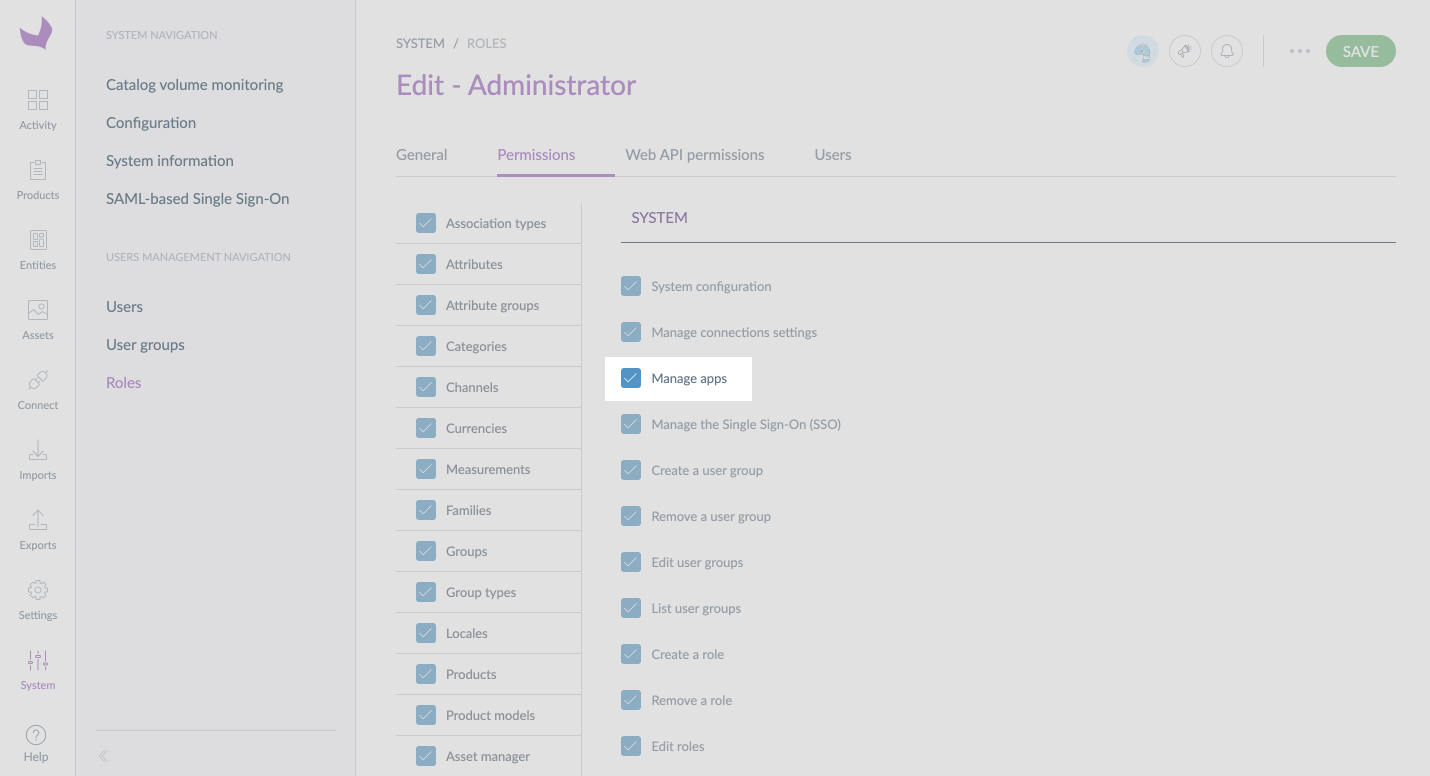 Activity
Products
Entities
Assets
Connect
Imports
Exports
Settings
System
Help
SYSTEM NAVIGATION
Catalog volume monitoring
Configuration
System information
SAML-based Single Sign-On
USERS MANAGEMENT NAVIGATION
Users
User groups
Roles
SYSTEM / ROLES
SAVE
Edit - Administrator
General Permissions Web API permissions Users
Association types
Attributes
Attribute groups
Categories
Channels
Currencies
Measurements
Families
Groups
Group types
Locales
Products
Product models
Asset manager
SYSTEM
System configuration
Manage connections settings
Manage apps
Manage the Single Sign-On (SSO)
Create a user group
Remove a user group
Edit user groups
List user groups
Create a role
Remove a role
Edit roles